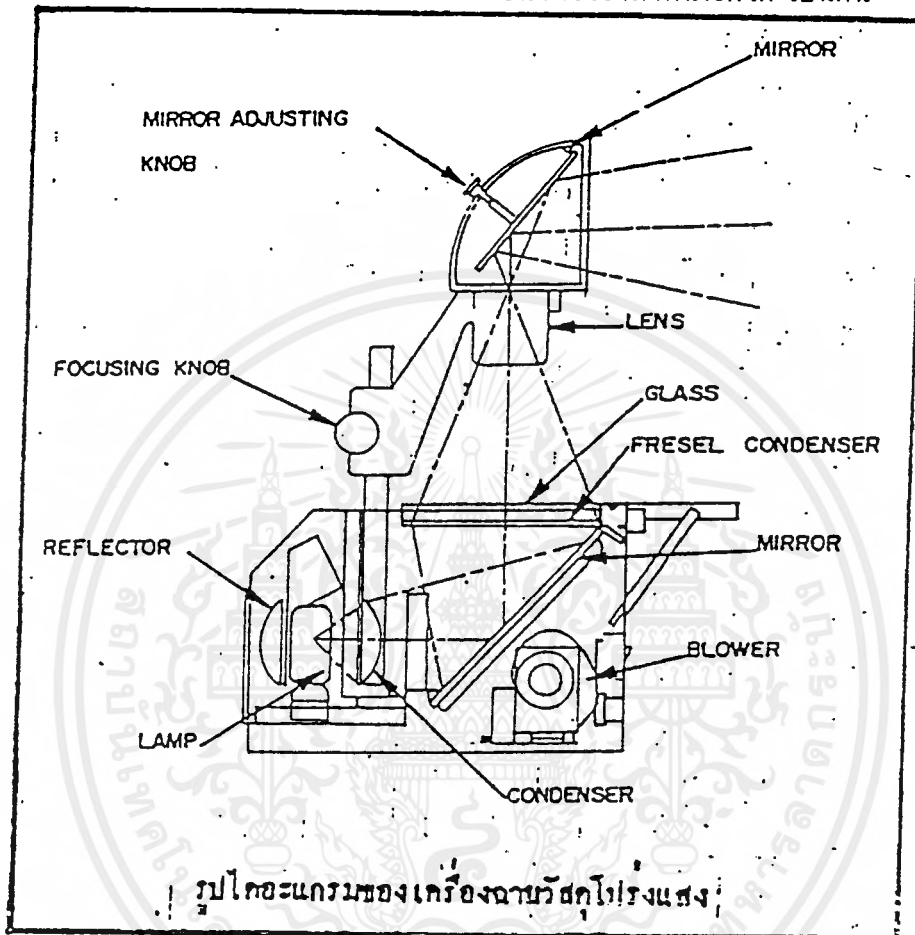 MIRROR
MIRROR ADJUSTING
KNOB
LENS
FOCUSING KNOB
GLASS
FRESEL CONDENSER
REFLECTOR
MIRROR
BLOWER
LAMP
CONDENSER
รูปไดอะแกรมของเครื่องฉายวัสดุโปร่งแสง